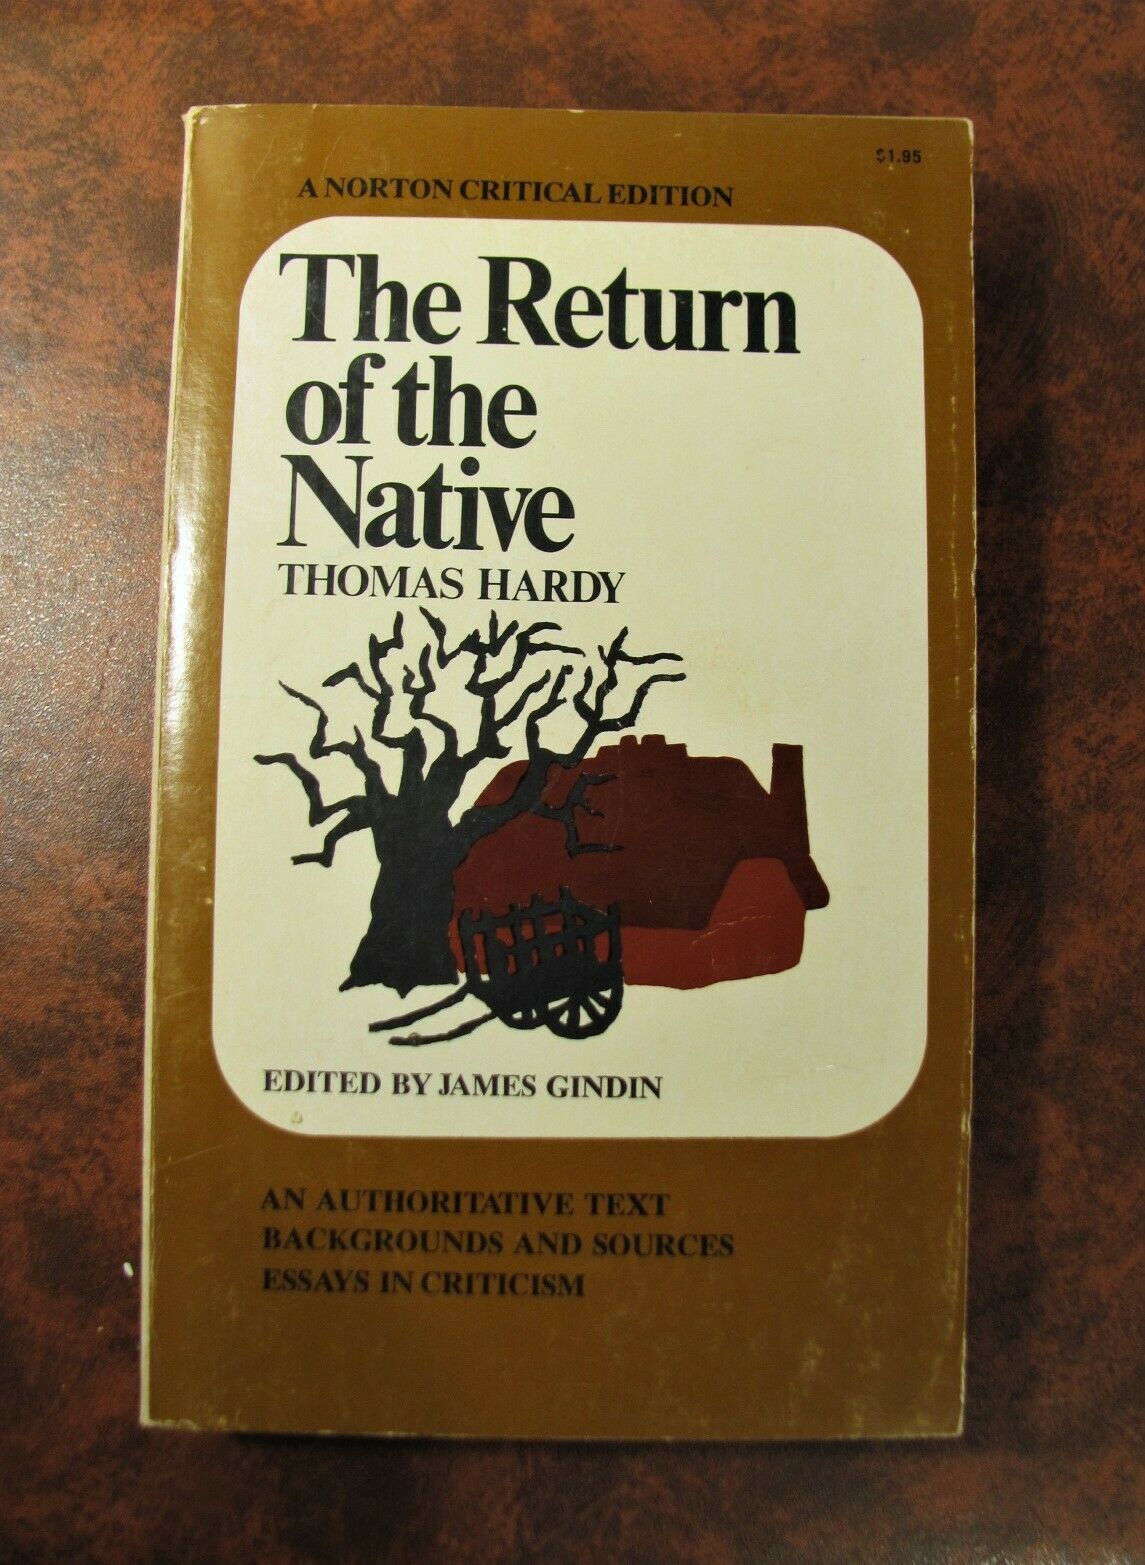 $1.95
A NORTON CRITICAL EDITION
The Return
of the
Native
THOMAS HARDY
EDITED BY JAMES GINDIN
AN AUTHORITATIVE TEXT
BACKGROUNDS AND SOURCES
ESSAYS IN CRITICISM